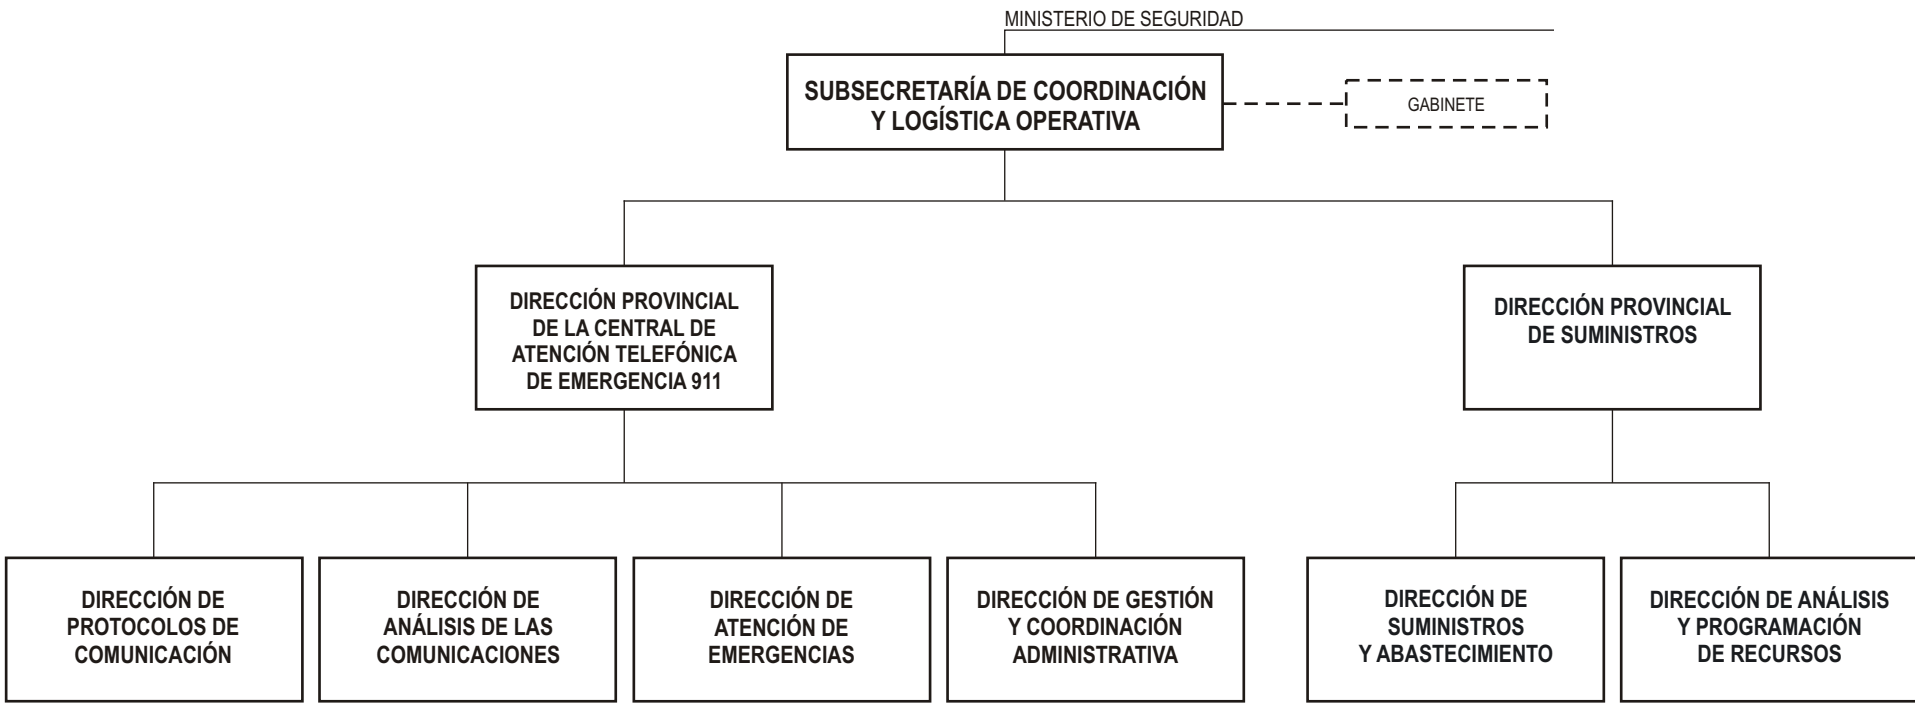 MINISTERIO DE SEGURIDAD
SUBSECRETARÍA DE COORDINACIÓN
Y LOGÍSTICA OPERATIVA
GABINETE
DIRECCIÓN PROVINCIAL
DE LA CENTRAL DE
ATENCIÓN TELEFÓNICA
DE EMERGENCIA 911
DIRECCIÓN PROVINCIAL
DE SUMINISTROS
DIRECCIÓN DE
PROTOCOLOS DE
COMUNICACIÓN
DIRECCIÓN DE
ANÁLISIS DE LAS
COMUNICACIONES
DIRECCIÓN DE
ATENCIÓN DE
EMERGENCIAS
DIRECCIÓN DE GESTIÓN
Y COORDINACIÓN
ADMINISTRATIVA
DIRECCIÓN DE
SUMINISTROS
Y ABASTECIMIENTO
DIRECCIÓN DE ANÁLISIS
Y PROGRAMACIÓN
DE RECURSOS